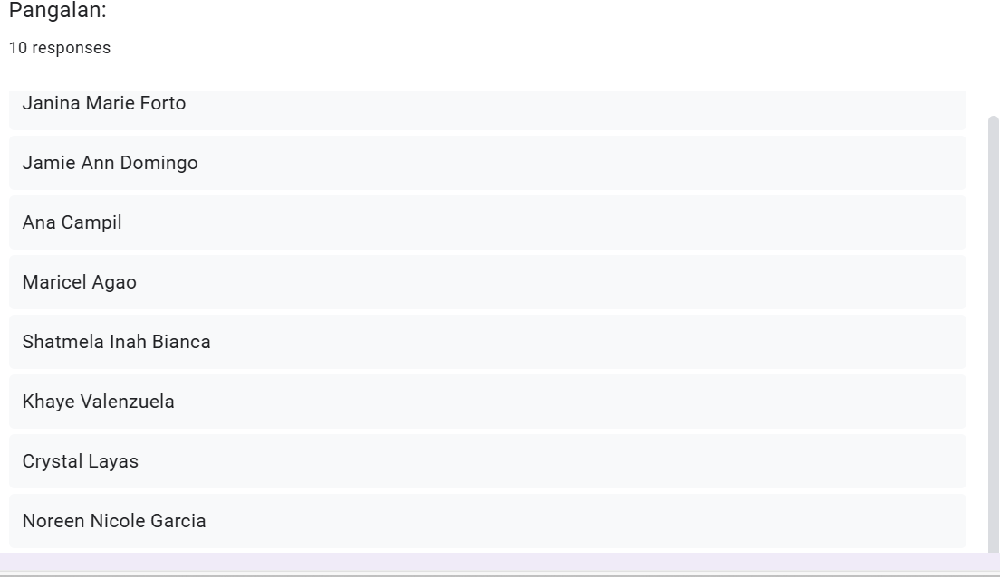 Pangalan:
10 responses
Janina Marie Forto
Jamie Ann Domingo
Ana Campil
Maricel Agao
Shatmela Inah Bianca
Khaye Valenzuela
Crystal Layas
Noreen Nicole Garcia